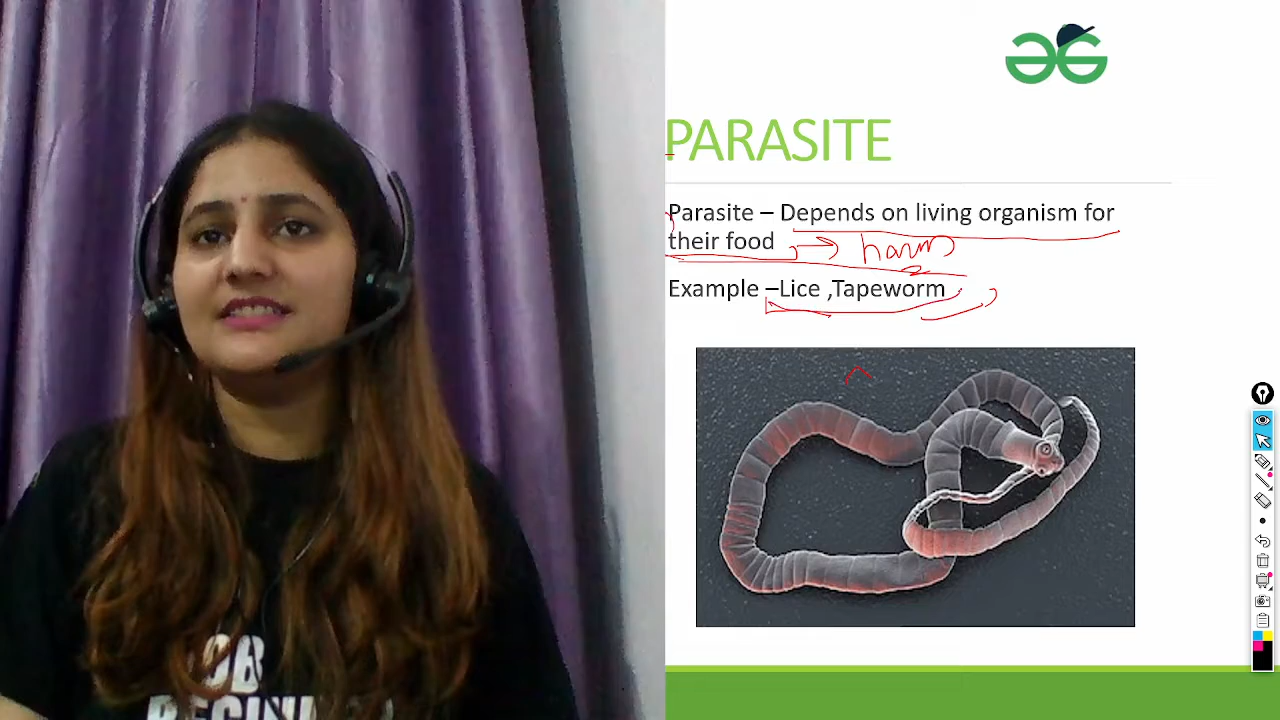 PARASITE
Parasite – Depends on living organism for
their food → harm
Example –Lice ,Tapeworm